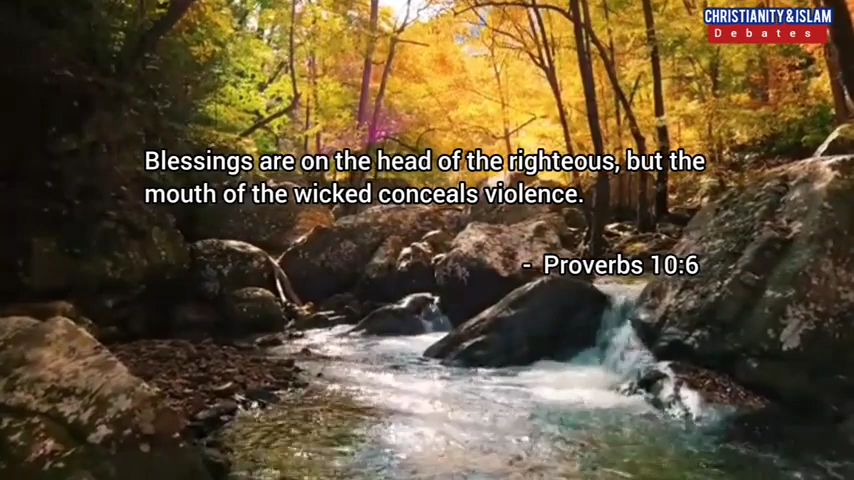 CHRISTIANITY & ISLAM
Debates
Blessings are on the head of the righteous, but the
mouth of the wicked conceals violence.
- Proverbs 10:6